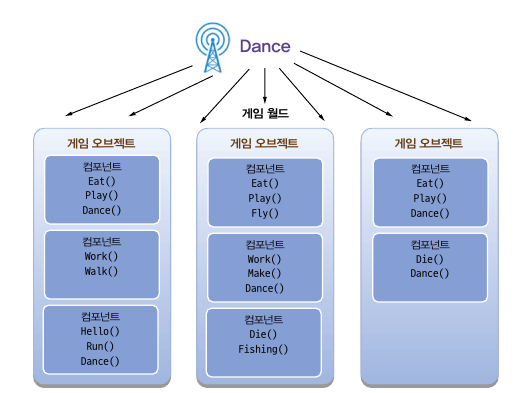 Dance
게임 월드
게임 오브젝트
컴포넌트
Eat()
Play()
Dance()
컴포넌트
Work()
Walk()
컴포넌트
Hello()
Run()
Dance()
게임 오브젝트
컴포넌트
Eat()
Play()
Fly()
컴포넌트
Work()
Make()
Dance()
컴포넌트
Die()
Fishing()
게임 오브젝트
컴포넌트
Eat()
Play()
Dance()
컴포넌트
Die()
Dance()